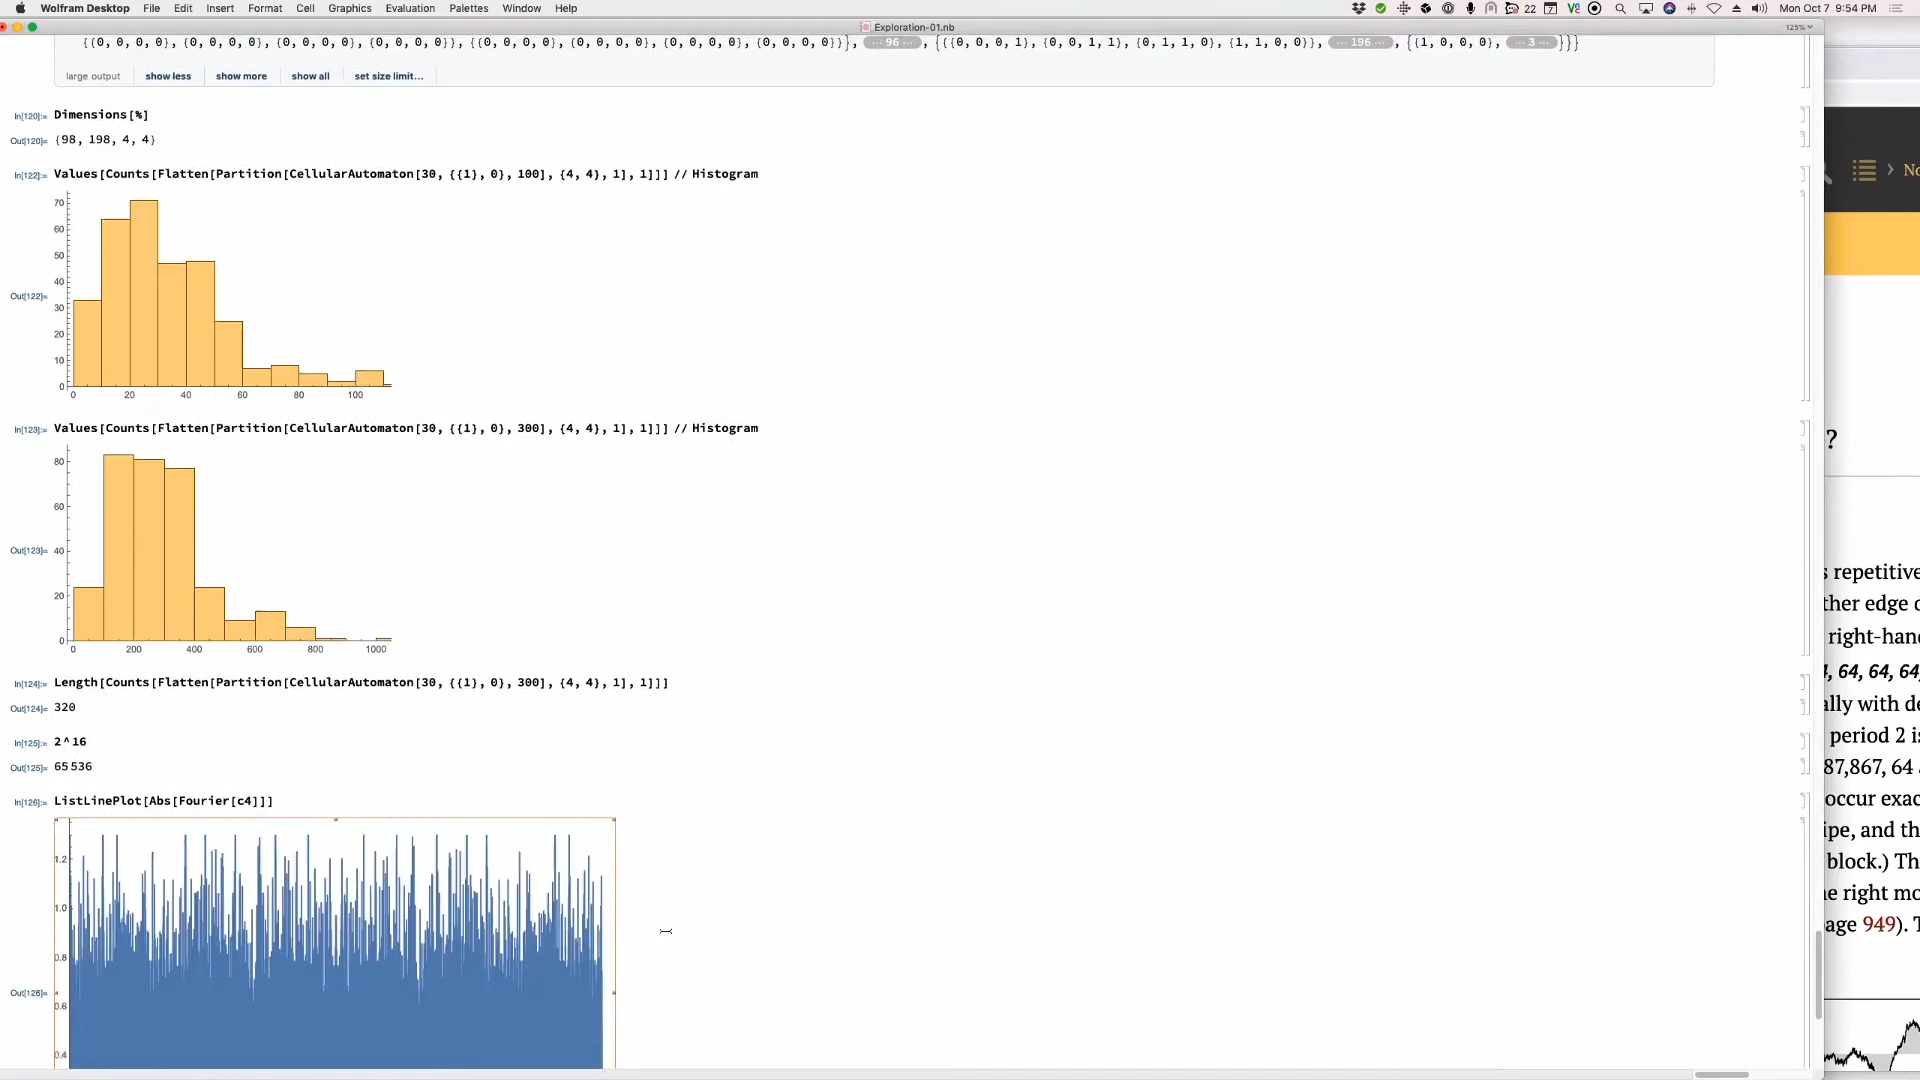 Wolfram Desktop File Edit Insert Format Cell Graphics Evaluation Palettes Window Help 22 Mon Oct 7 9:54 PM
Exploration-01.nb 125%
{{0, 0, 0, 0}, {0, 0, 0, 0}, {0, 0, 0, 0}, {0, 0, 0, 0}}, {{0, 0, 0, 0}, {0, 0, 0, 0}, {0, 0, 0, 0}, {0, 0, 0, 0}}}, ⋯ 96 ⋯, {{{0, 0, 0, 1}, {0, 0, 1, 1}, {0, 1, 1, 0}, {1, 1, 0, 0}}, ⋯ 196 ⋯, {{1, 0, 0, 0}, ⋯ 3 ⋯}}}
large output show less show more show all set size limit...
In[120]:= Dimensions[%]
Out[120]= {98, 198, 4, 4}
In[122]:= Values[Counts[Flatten[Partition[CellularAutomaton[30, {{1}, 0}, 100], {4, 4}, 1], 1]]] // Histogram
70
60
50
40
30
20
10
0
Out[122]=
0 20 40 60 80 100
In[123]:= Values[Counts[Flatten[Partition[CellularAutomaton[30, {{1}, 0}, 300], {4, 4}, 1], 1]]] // Histogram
80
60
40
20
0
Out[123]=
0 200 400 600 800 1000
In[124]:= Length[Counts[Flatten[Partition[CellularAutomaton[30, {{1}, 0}, 300], {4, 4}, 1], 1]]]
Out[124]= 320
In[125]:= 2^16
Out[125]= 65536
In[126]:= ListLinePlot[Abs[Fourier[c4]]]
1.2
1.0
0.8
0.6
0.4
Out[126]=
No
?
s repetitive
ther edge o
right-han
4, 64, 64, 64,
ally with de
period 2 is
87,867, 64
occur exac
ipe, and th
block.) Th
e right mo
age 949). T